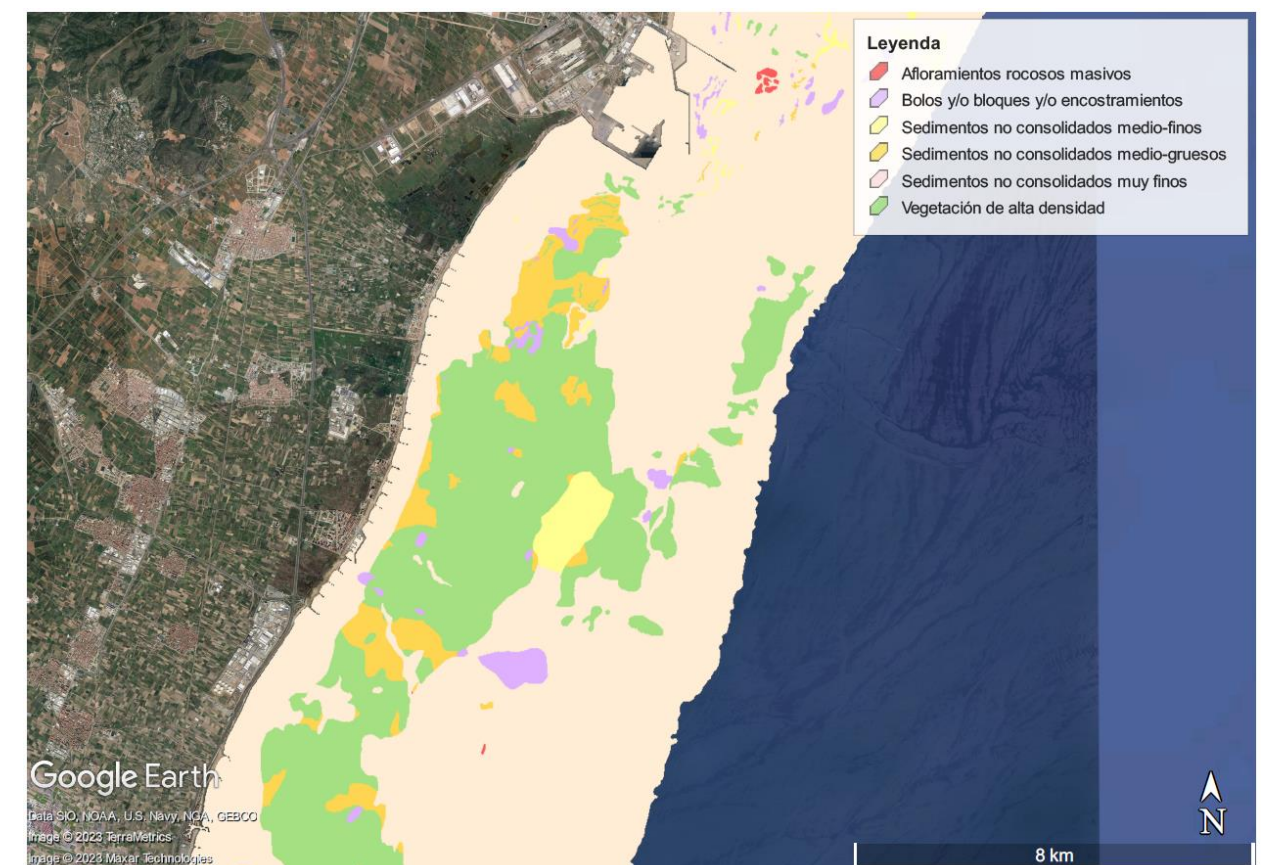 Leyenda
Afloramientos rocosos masivos
Bolos y/o bloques y/o encostramientos
Sedimentos no consolidados medio-finos
Sedimentos no consolidados medio-gruesos
Sedimentos no consolidados muy finos
Vegetación de alta densidad
Google Earth
Data SIO, NOAA, U.S. Navy, NGA, GEBCO
Image © 2023 TerraMetrics
Image © 2023 Maxar Technologies
N
8 km